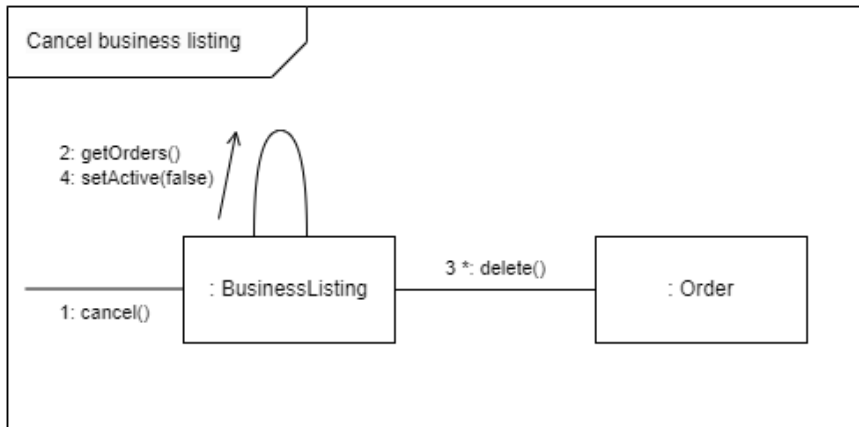 Cancel business listing
2: getOrders()
4: setActive(false)
1: cancel()
: BusinessListing
3 *: delete()
: Order